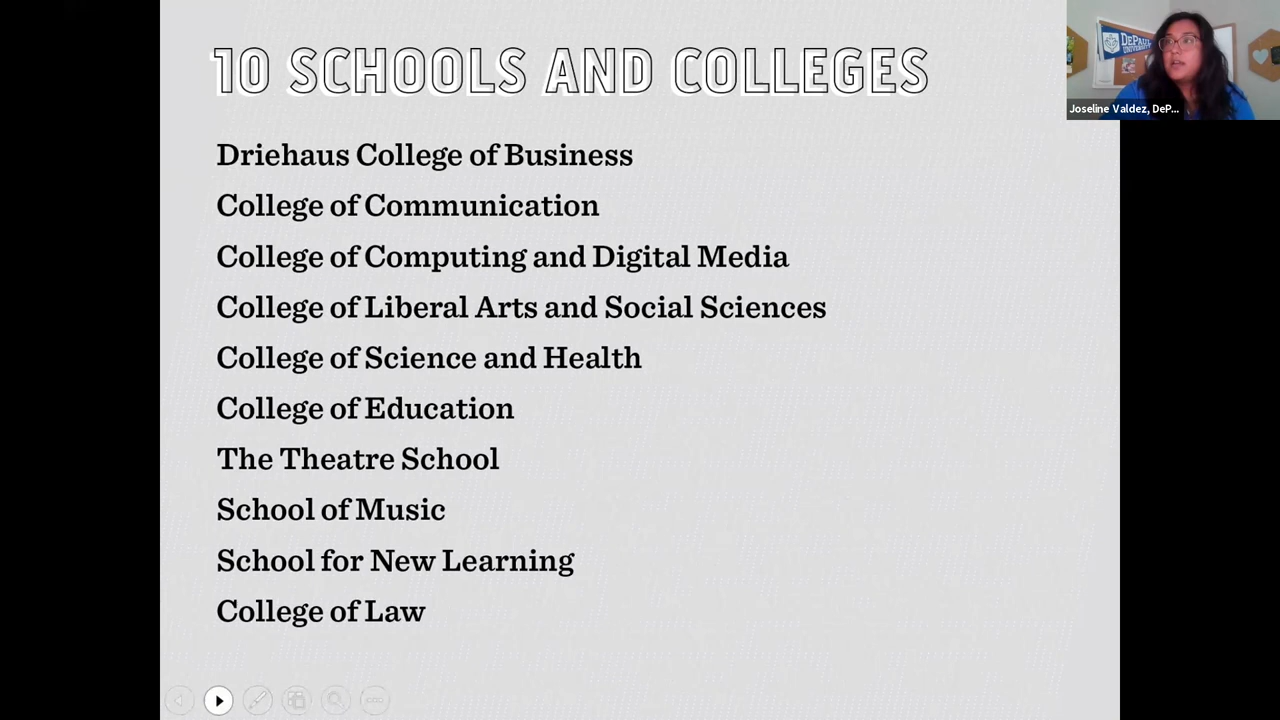 10 SCHOOLS AND COLLEGES
DEPAUL
UNIVERSITY
Joseline Valdez, DeP...
Driehaus College of Business
College of Communication
College of Computing and Digital Media
College of Liberal Arts and Social Sciences
College of Science and Health
College of Education
The Theatre School
School of Music
School for New Learning
College of Law